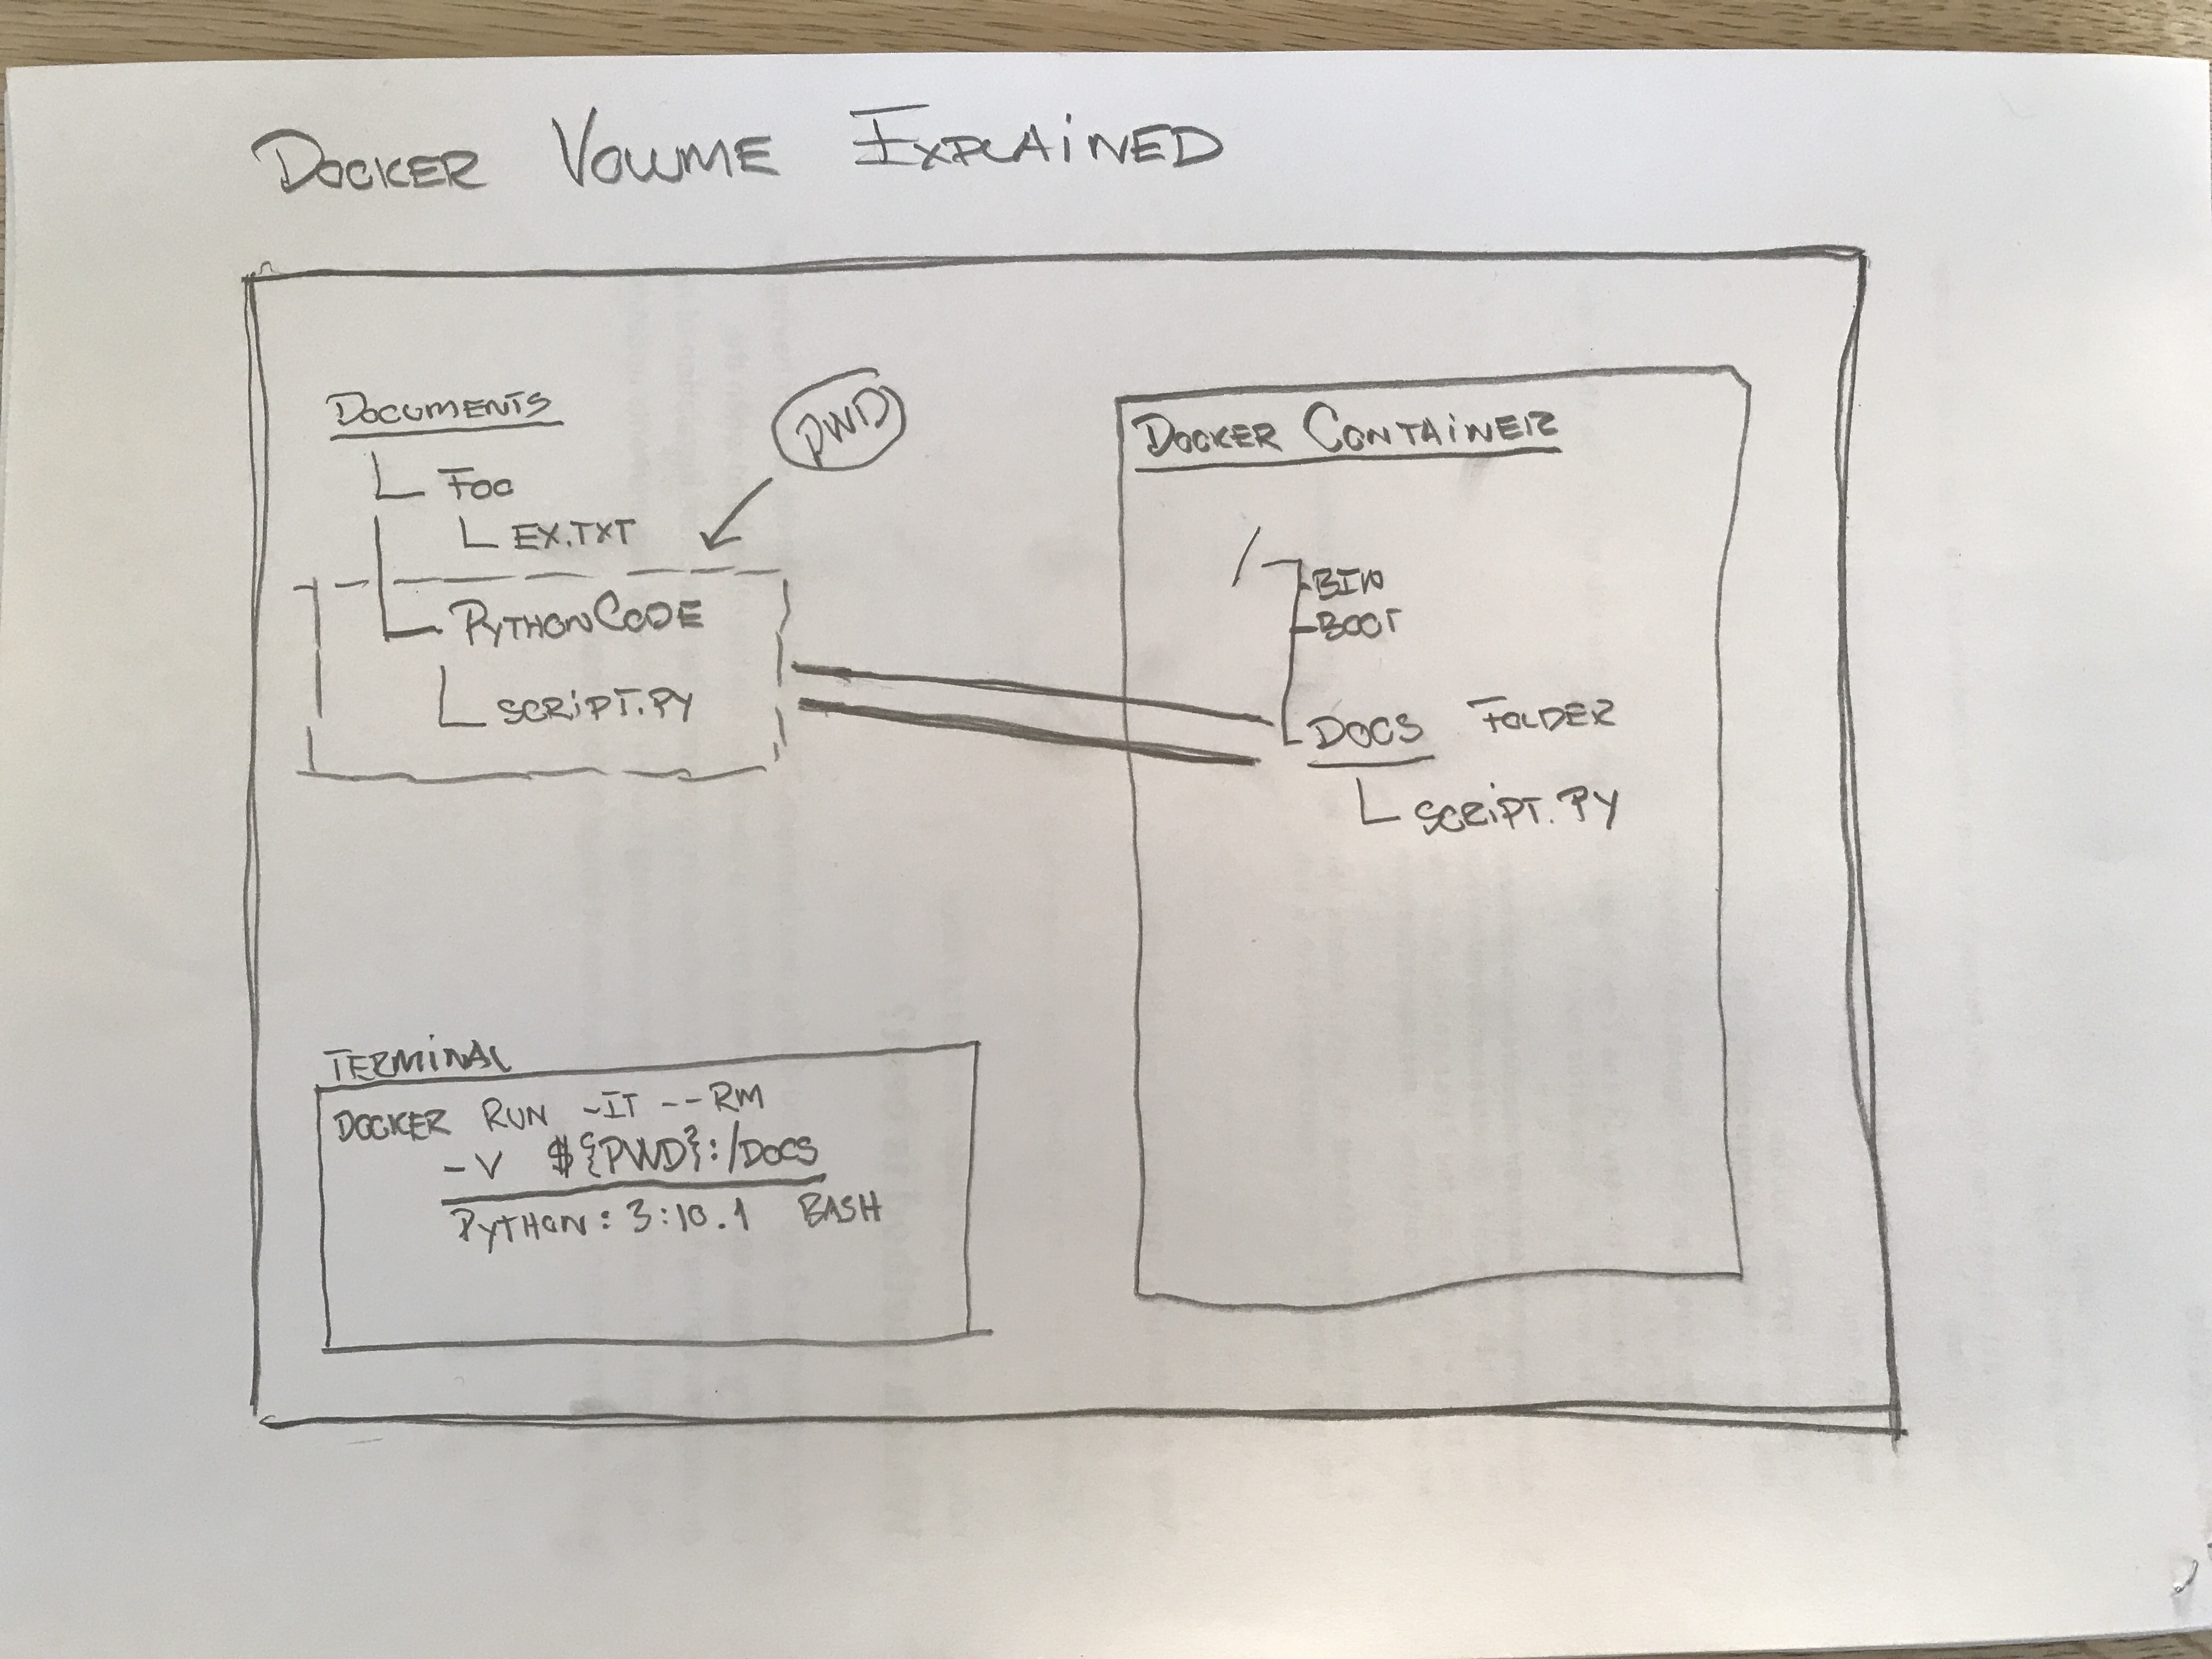 DOCKER VOLUME EXPLAINED
DOCUMENTS
FOO
EX.TXT
PYTHONCODE
SCRiPT.PY
PWD
DOCKER CONTAiNER
/
BIN
BOOT
DOCS FOLDER
SCRiPT.PY
TERMiNAL
DOCKER RUN -IT --RM
-V ${PWD}:/DOCS
PYTHON:3:10.1 BASH